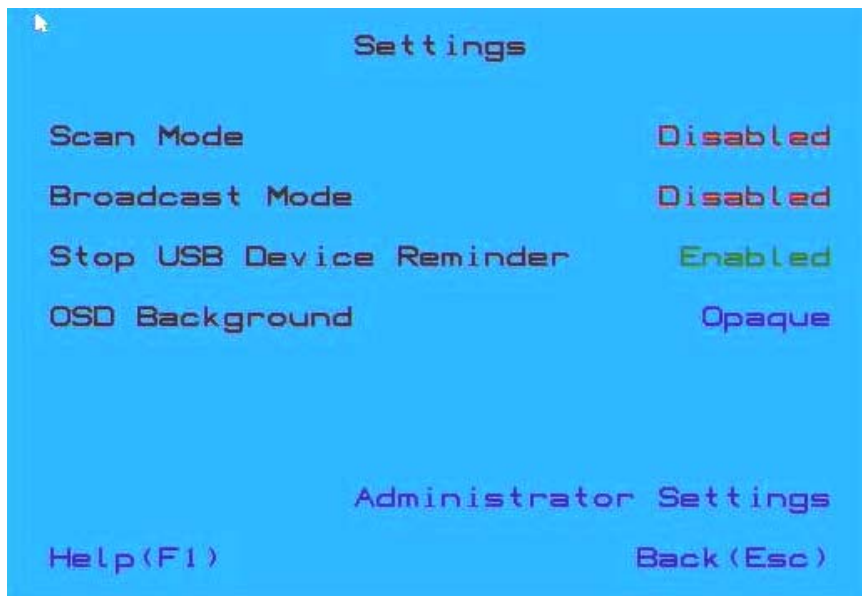 Settings
Scan Mode Disabled
Broadcast Mode Disabled
Stop USB Device Reminder Enabled
OSD Background Opaque
Administrator Settings
Help(F1) Back(Esc)